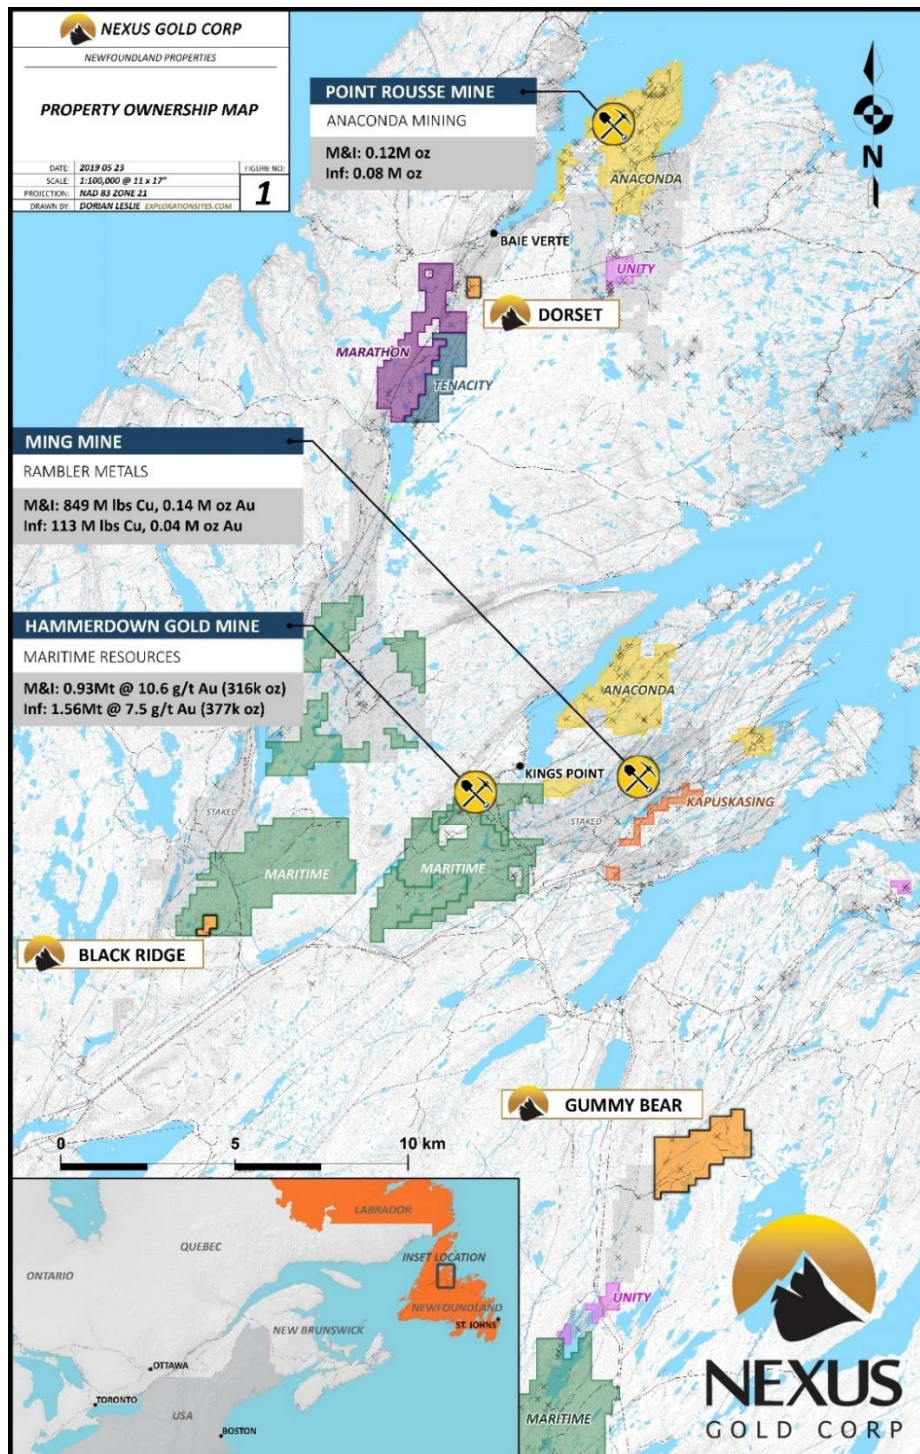 NEXUS GOLD CORP
NEWFOUNDLAND PROPERTIES
PROPERTY OWNERSHIP MAP
DATE: 2019 05 23
SCALE: 1:100,000 @ 11 x 17"
PROJECTION: NAD 83 ZONE 21
DRAWN BY: DORIAN LESLIE EXPLORATIONSITES.COM
FIGURE NO:
1
POINT ROUSSE MINE
ANACONDA MINING
M&I: 0.12M oz
Inf: 0.08 M oz
N
ANACONDA
BAIE VERTE
UNITY
DORSET
MARATHON
TENACITY
MING MINE
RAMBLER METALS
M&I: 849 M lbs Cu, 0.14 M oz Au
Inf: 113 M lbs Cu, 0.04 M oz Au
HAMMERDOWN GOLD MINE
MARITIME RESOURCES
M&I: 0.93Mt @ 10.6 g/t Au (316k oz)
Inf: 1.56Mt @ 7.5 g/t Au (377k oz)
ANACONDA
KINGS POINT
KAPUSKASING
STAKED
STAKED
MARITIME
MARITIME
BLACK RIDGE
GUMMY BEAR
0 5 10 km
LABRADOR
QUEBEC
INSET LOCATION
ONTARIO
NEWFOUNDLAND
ST. JOHNS
NEW BRUNSWICK
OTTAWA
TORONTO
USA
BOSTON
UNITY
MARITIME
NEXUS
GOLD CORP